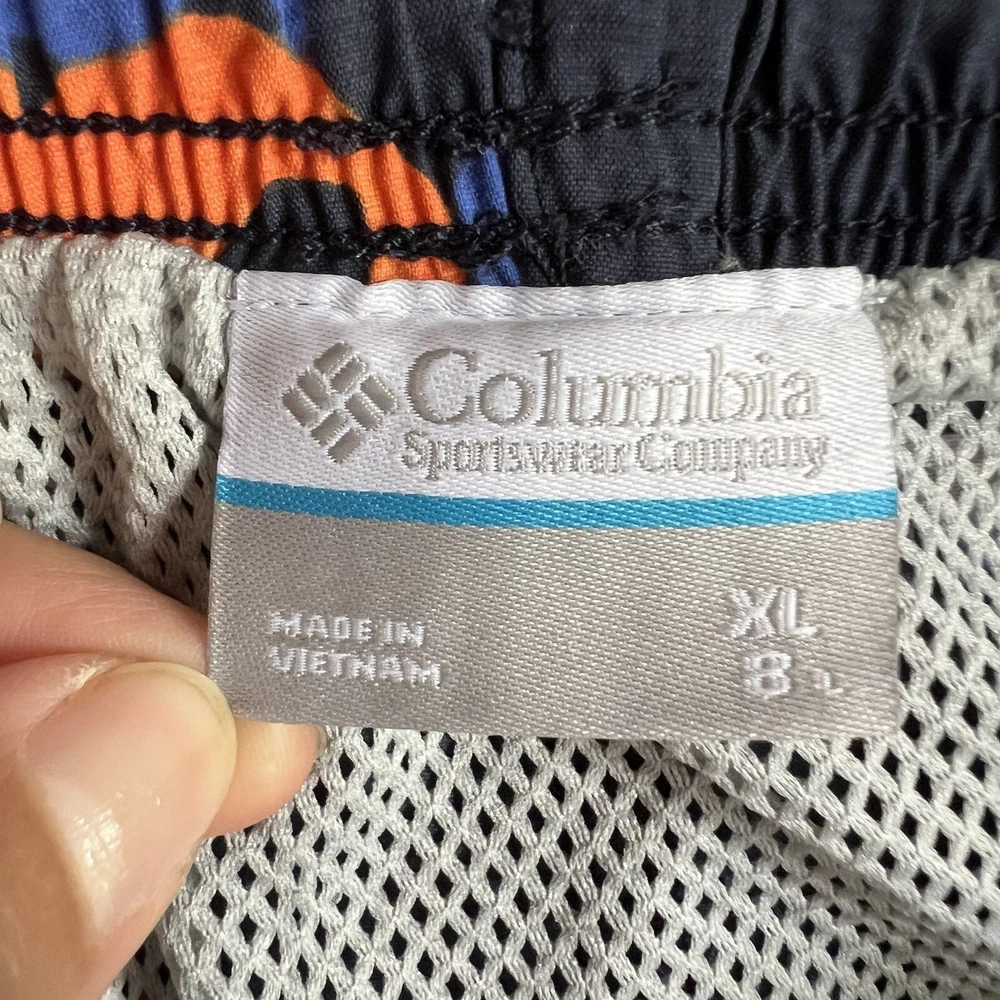 Columbia
Sportswear Company
MADE IN
VIETNAM
XL
8 L